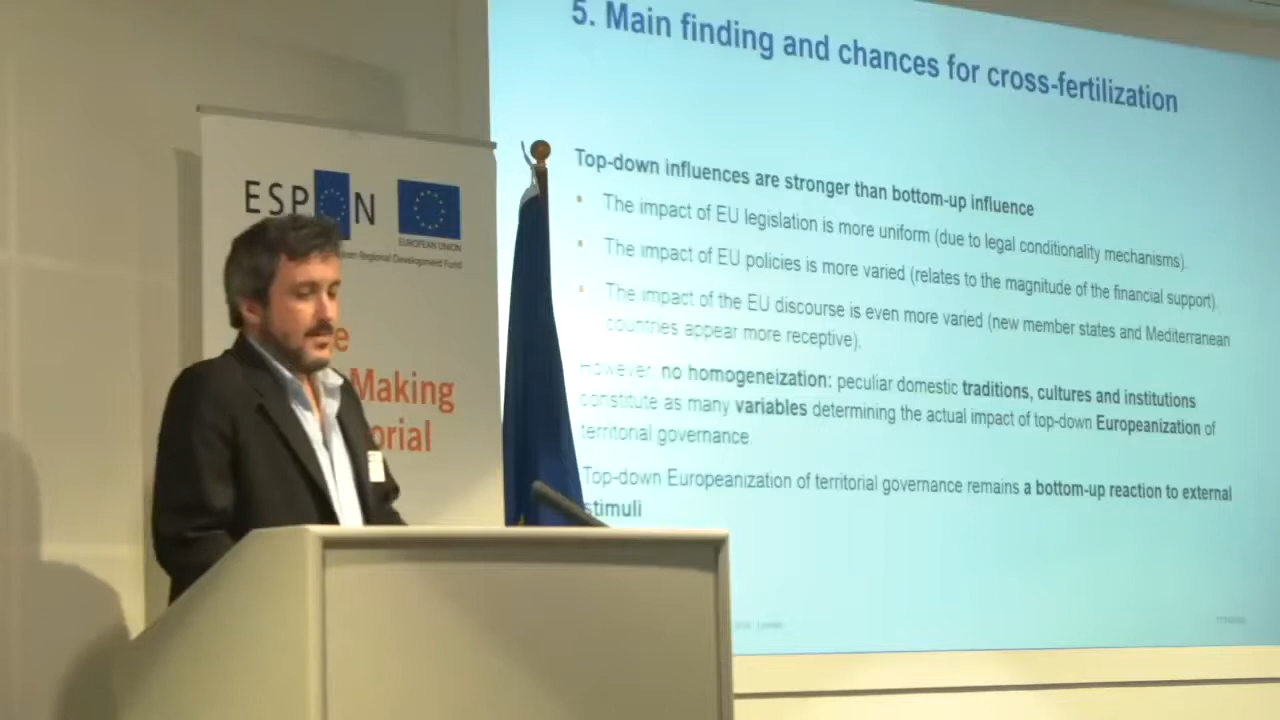 5. Main finding and chances for cross-fertilization
Top-down influences are stronger than bottom-up influence
The impact of EU legislation is more uniform (due to legal conditionality mechanisms).
The impact of EU policies is more varied (relates to the magnitude of the financial support).
The impact of the EU discourse is even more varied (new member states and Mediterranean
countries appear more receptive).
However, no homogeneization: peculiar domestic traditions, cultures and institutions
constitute as many variables determining the actual impact of top-down Europeanization of
territorial governance.
Top-down Europeanization of territorial governance remains a bottom-up reaction to external
stimuli
ESPON
EUROPEAN UNION
Regional Development Fund
Making